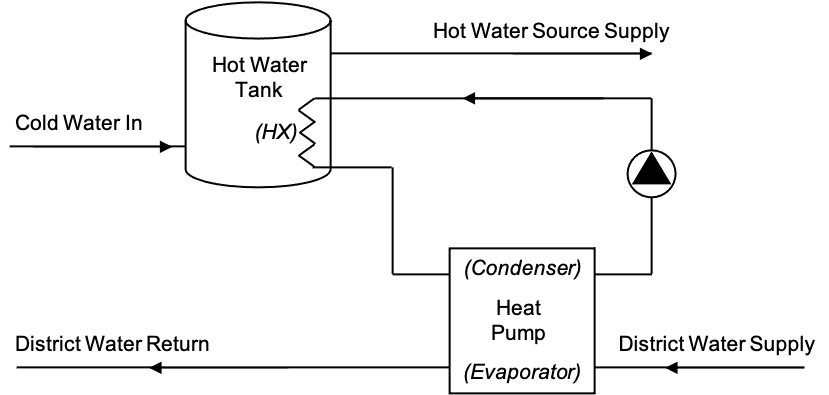 Hot Water Source Supply
Hot Water
Tank
Cold Water In
(HX)
(Condenser)
Heat
Pump
District Water Return
District Water Supply
(Evaporator)